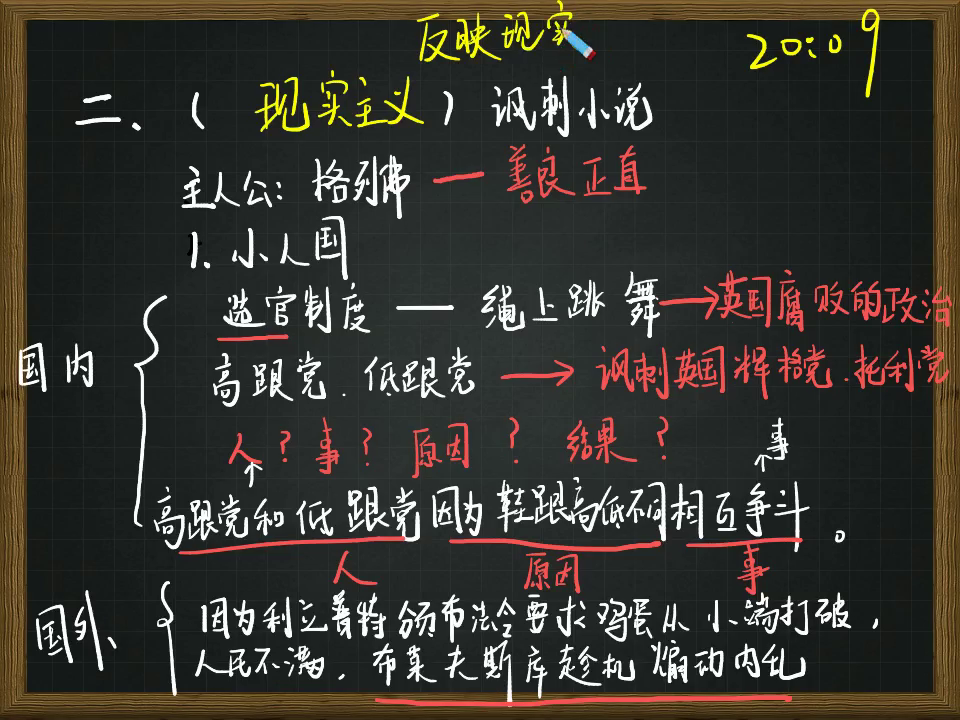 反映现实
20:09
二、（现实主义）讽刺小说
主人公：格列弗 — 善良正直
1、小人国
选官制度 — 绳上跳舞 → 英国腐败的政治
国内
高跟党、低跟党 → 讽刺英国辉格党、托利党
人？事？原因？结果？
↑ ↑事
高跟党和低跟党因为鞋跟高低不同相互争斗。
人 原因 事
国外、
因为利立普特颁布法令要求鸡蛋从小端打破，
人民不满，布莱夫斯库趁机煽动内乱